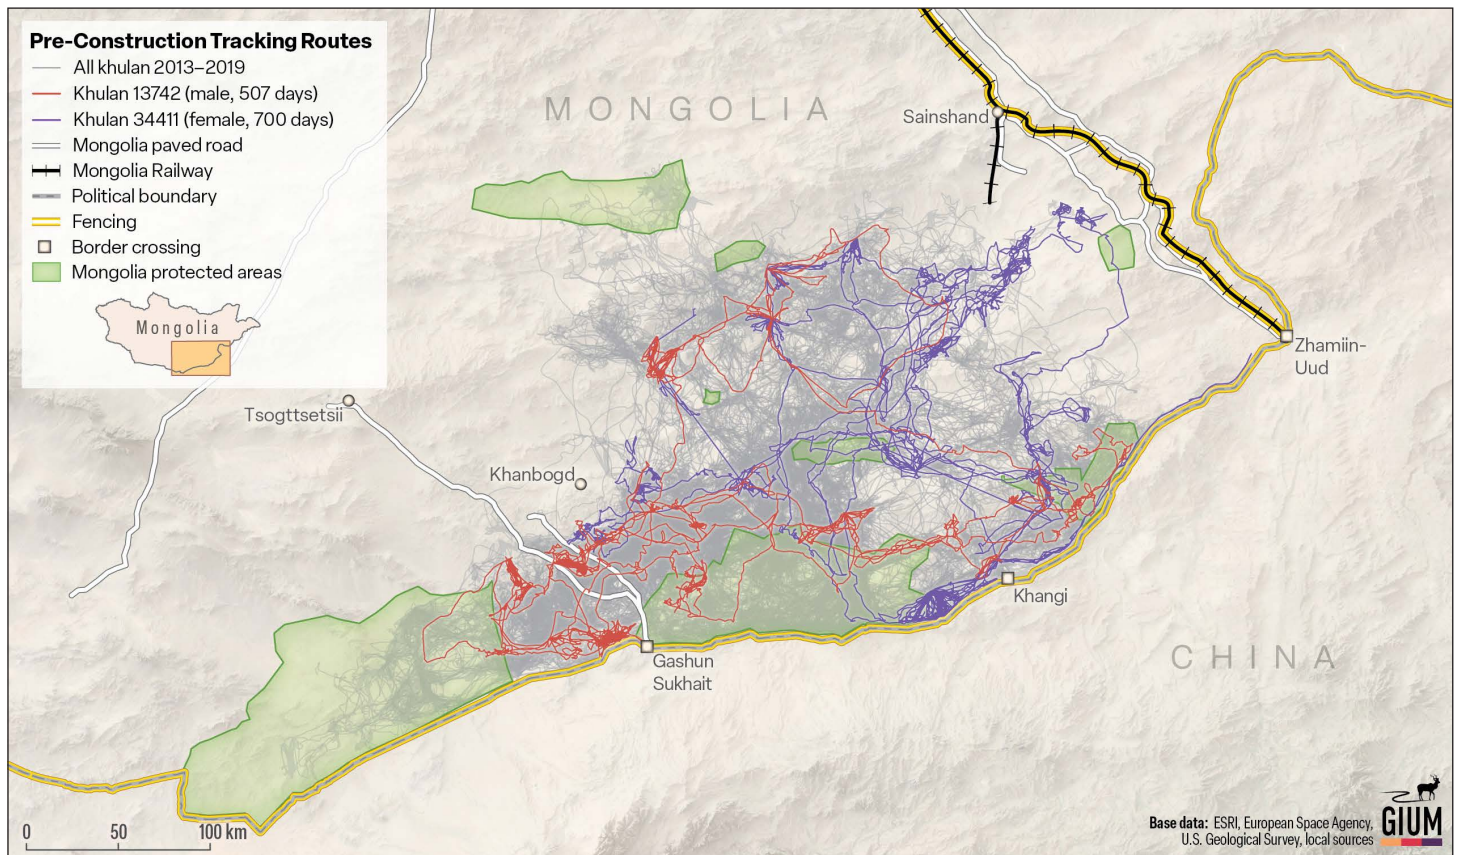 Pre-Construction Tracking Routes
All khulan 2013–2019
Khulan 13742 (male, 507 days)
Khulan 34411 (female, 700 days)
Mongolia paved road
Mongolia Railway
Political boundary
Fencing
Border crossing
Mongolia protected areas
Mongolia
MONGOLIA
Sainshand
Zhamiin-
Uud
Tsogttsetsii
Khanbogd
Khangi
Gashun
Sukhait
CHINA
0 50 100 km
Base data: ESRI, European Space Agency,
U.S. Geological Survey, local sources
GIUM